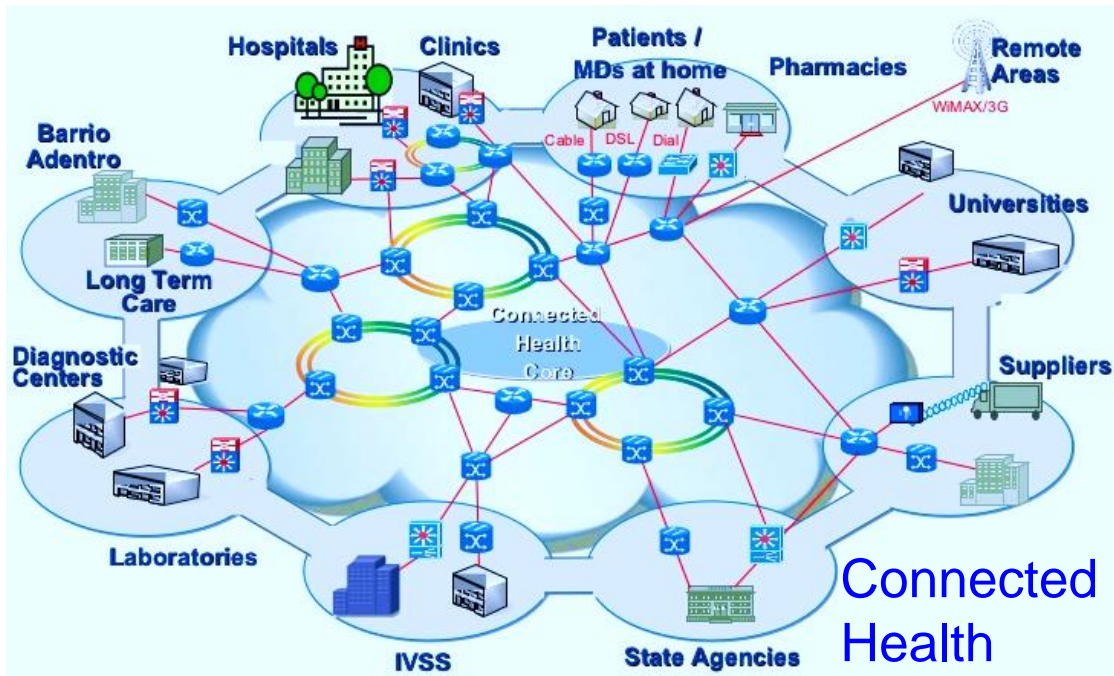 Hospitals
Clinics
Patients /
MDs at home
Pharmacies
Remote
Areas
WiMAX/3G
Barrio
Adentro
Cable
DSL
Dial
Universities
Long Term
Care
Connected
Health
Core
Diagnostic
Centers
Suppliers
Laboratories
IVSS
State Agencies
Connected
Health